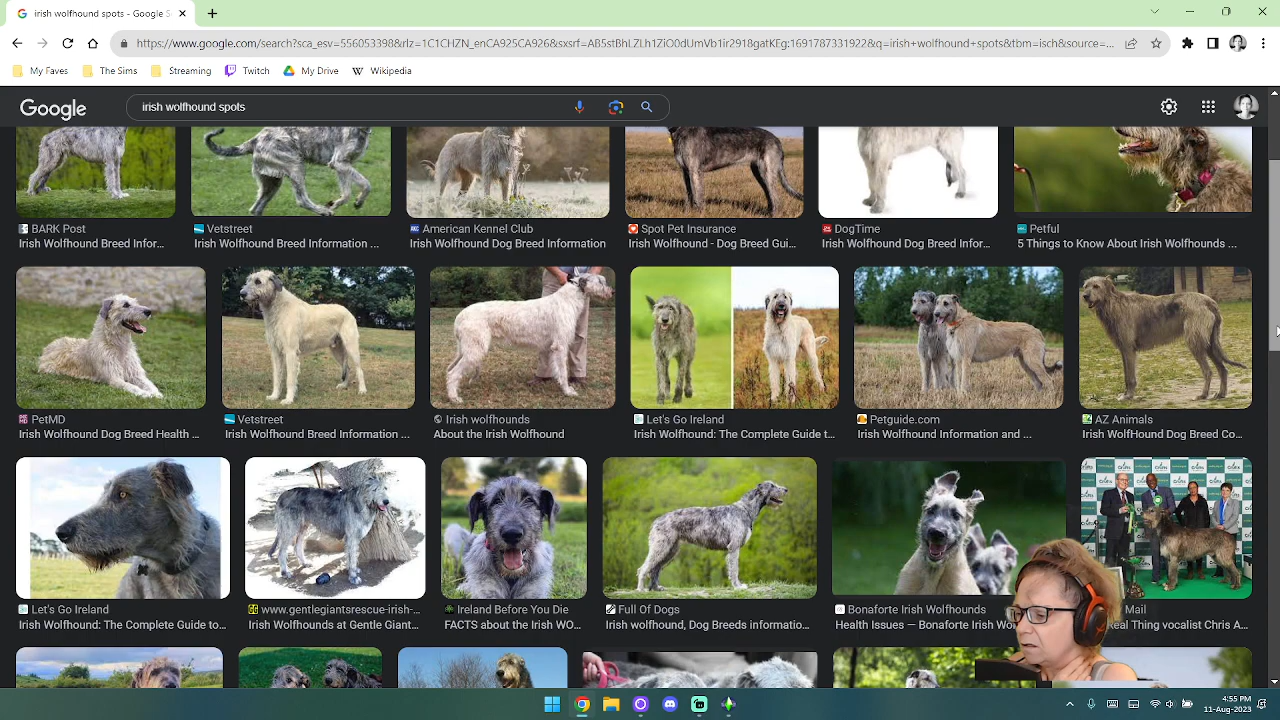 irish wolfhound spots - Google S
https://www.google.com/search?sca_esv=556053398&rlz=1C1CHZN_enCA925CA926&sxsrf=AB5stBhLZLh1ZiO0dUmVb1ir2918gatKEg:1691787331922&q=irish+wolfhound+spots&tbm=isch&source=...
My Faves
The Sims
Streaming
Twitch
My Drive
W Wikipedia
Google
irish wolfhound spots
BARK Post
Vetstreet
American Kennel Club
Spot Pet Insurance
DogTime
Petful
Irish Wolfhound Breed Infor...
Irish Wolfhound Breed Information ...
Irish Wolfhound Dog Breed Information
Irish Wolfhound - Dog Breed Gui...
Irish Wolfhound Dog Breed Infor...
5 Things to Know About Irish Wolfhounds ...
PetMD
Vetstreet
Irish wolfhounds
Let's Go Ireland
Petguide.com
AZ Animals
Irish Wolfhound Dog Breed Health ...
Irish Wolfhound Breed Information ...
About the Irish Wolfhound
Irish Wolfhound: The Complete Guide t...
Irish Wolfhound Information and ...
Irish WolfHound Dog Breed Co...
Let's Go Ireland
www.gentlegiantsrescue-irish-...
Ireland Before You Die
Full Of Dogs
Bonaforte Irish Wolfhounds
Mail
Irish Wolfhound: The Complete Guide to...
Irish Wolfhounds at Gentle Giant...
FACTS about the Irish WO...
Irish wolfhound, Dog Breeds informatio...
Health Issues — Bonaforte Irish Wo
Real Thing vocalist Chris A...
4:55 PM
11-Aug-2023